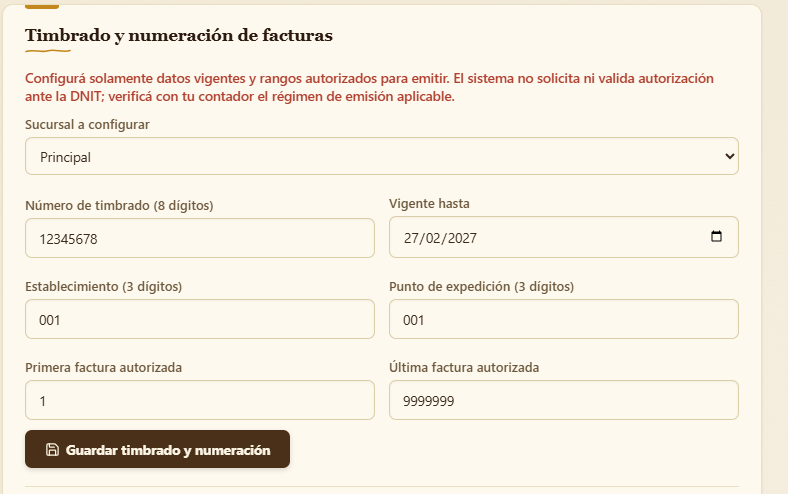 Timbrado y numeración de facturas
Configurá solamente datos vigentes y rangos autorizados para emitir. El sistema no solicita ni valida autorización
ante la DNIT; verificá con tu contador el régimen de emisión aplicable.
Sucursal a configurar
Principal
Número de timbrado (8 dígitos)
Vigente hasta
12345678
27/02/2027
Establecimiento (3 dígitos)
Punto de expedición (3 dígitos)
001
001
Primera factura autorizada
Última factura autorizada
1
9999999
Guardar timbrado y numeración